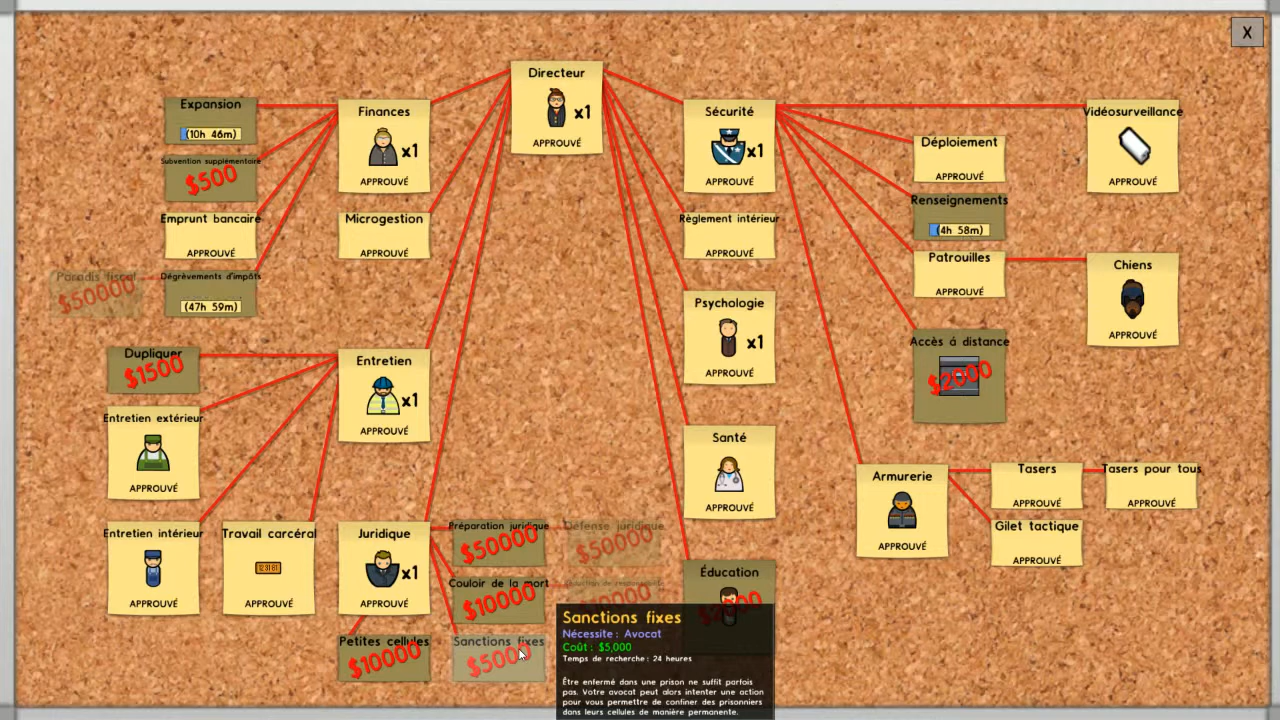 X
Directeur
x1
APPROUVÉ
Expansion
(10h 46m)
Subvention supplémentaire
$500
Emprunt bancaire
APPROUVÉ
Paradis fiscal
$50000
Dégrèvements d'impôts
(47h 59m)
Finances
x1
APPROUVÉ
Microgestion
APPROUVÉ
Dupliquer
$1500
Entretien
x1
APPROUVÉ
Entretien extérieur
APPROUVÉ
Entretien intérieur
APPROUVÉ
Travail carcéral
APPROUVÉ
Juridique
x1
APPROUVÉ
Préparation juridique
$50000
Défense juridique
$50000
Couloir de la mort
$10000
Petites cellules
$10000
Sanctions fixes
$5000
Sécurité
x1
APPROUVÉ
Règlement intérieur
APPROUVÉ
Psychologie
x1
APPROUVÉ
Santé
APPROUVÉ
Éducation
Vidéosurveillance
APPROUVÉ
Déploiement
APPROUVÉ
Renseignements
(4h 58m)
Patrouilles
APPROUVÉ
Chiens
APPROUVÉ
Accès à distance
$2000
Armurerie
APPROUVÉ
Tasers
APPROUVÉ
Tasers pour tous
APPROUVÉ
Gilet tactique
APPROUVÉ
Sanctions fixes
Nécessite : Avocat
Coût : $5,000
Temps de recherche : 24 heures
Être enfermé dans une prison ne suffit parfois
pas. Votre avocat peut alors intenter une action
pour vous permettre de confiner des prisonniers
dans leurs cellules de manière permanente.